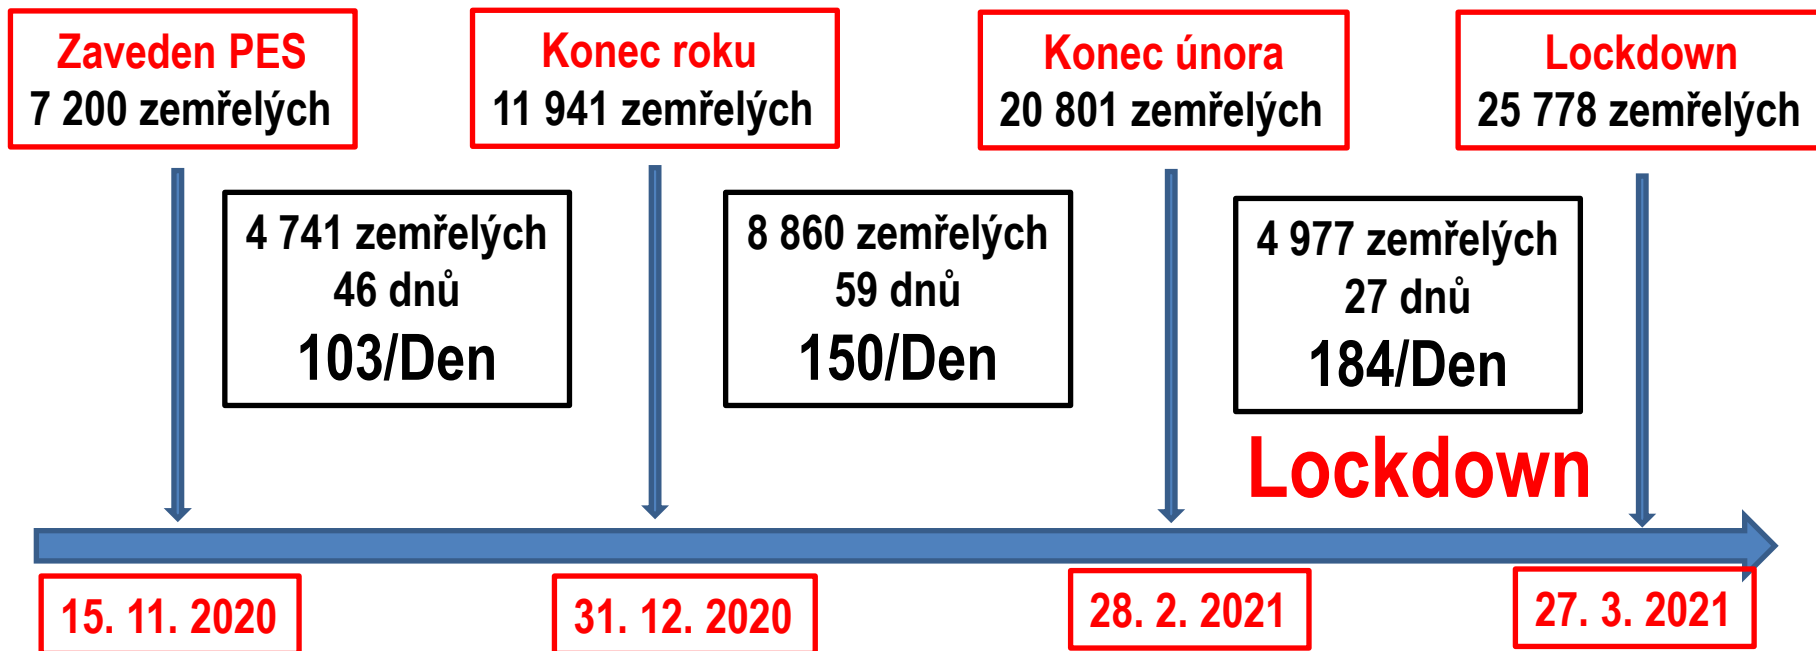 Zaveden PES
7 200 zemřelých
Konec roku
11 941 zemřelých
Konec února
20 801 zemřelých
Lockdown
25 778 zemřelých
4 741 zemřelých
46 dnů
103/Den
8 860 zemřelých
59 dnů
150/Den
4 977 zemřelých
27 dnů
184/Den
Lockdown
15. 11. 2020
31. 12. 2020
28. 2. 2021
27. 3. 2021